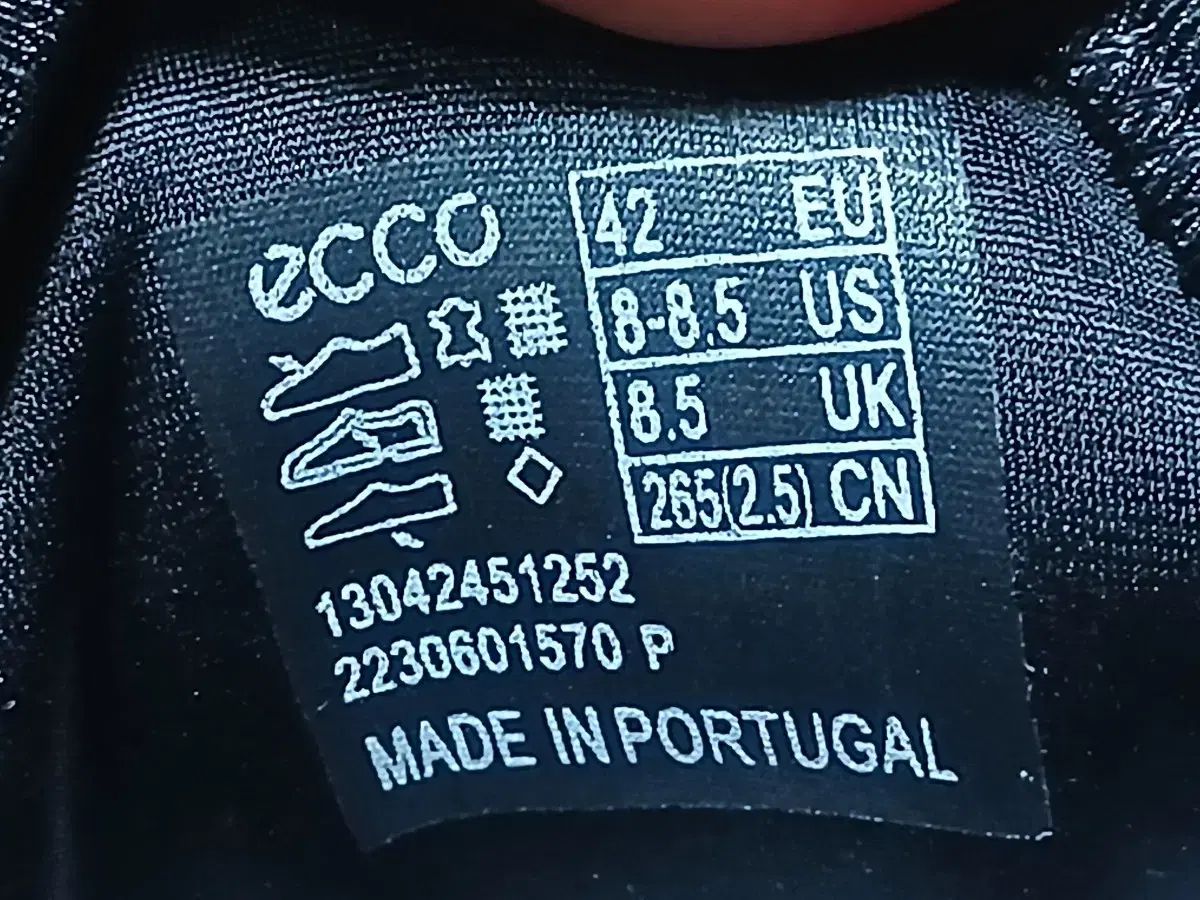 ecco
42 EU
8-8.5 US
8.5 UK
265(2.5) CN
13042451252
2230601570 P
MADE IN PORTUGAL